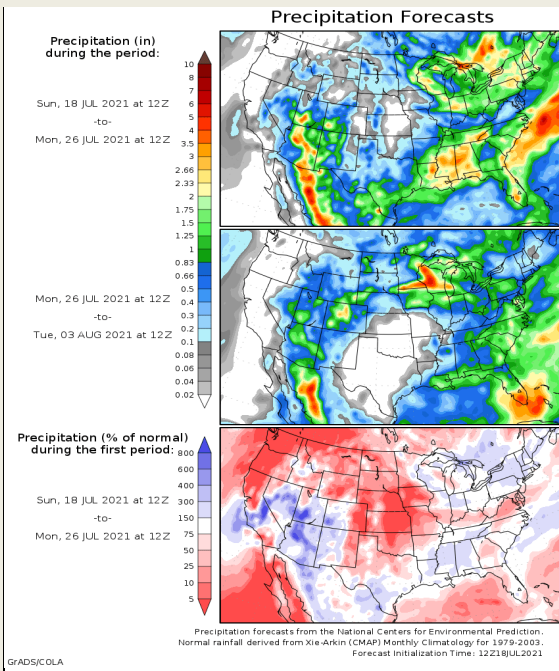 Precipitation Forecasts
Precipitation (in)
during the period:
Sun, 18 JUL 2021 at 12Z
-to-
Mon, 26 JUL 2021 at 12Z
10
8
7
6
5
4
3.5
3
2.66
2.33
2
1.75
1.5
1.25
1
0.83
0.66
0.5
0.4
0.3
0.2
0.1
0.08
0.06
0.04
0.02
Mon, 26 JUL 2021 at 12Z
-to-
Tue, 03 AUG 2021 at 12Z
Precipitation (% of normal)
during the first period:
Sun, 18 JUL 2021 at 12Z
-to-
Mon, 26 JUL 2021 at 12Z
800
600
400
300
150
75
50
25
10
5
Precipitation forecasts from the National Centers for Environmental Prediction.
Normal rainfall derived from Xie-Arkin (CMAP) Monthly Climatology for 1979-2003.
Forecast Initialization Time: 12Z18JUL2021
GrADS/COLA